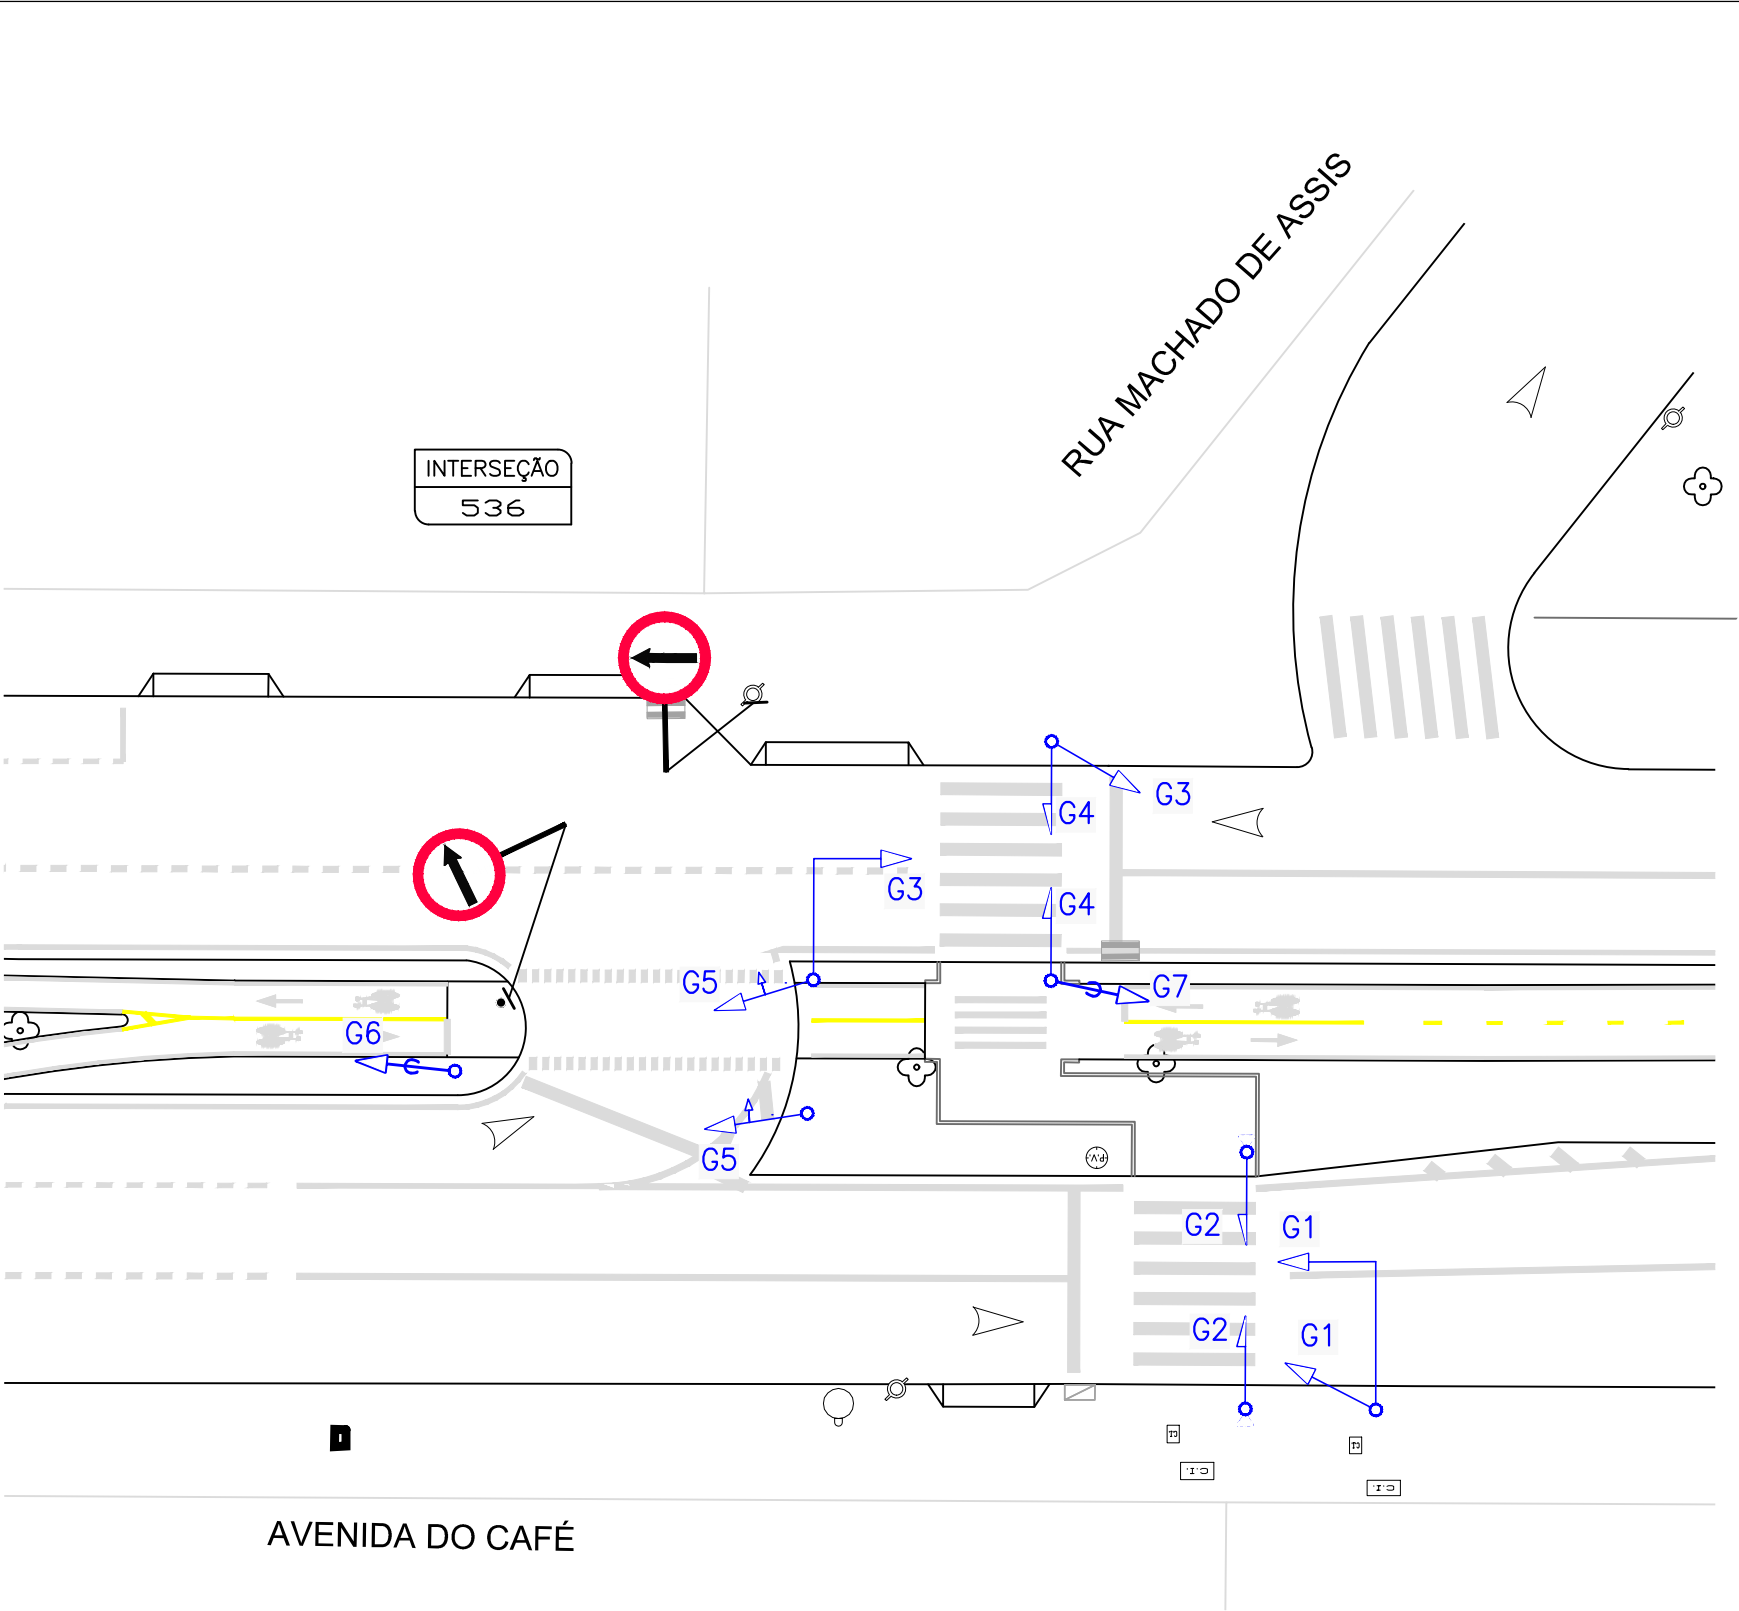 RUA MACHADO DE ASSIS
INTERSEÇÃO
536
G3
G4
G3
G4
G5
G7
G6
G5
P.V.
G2
G1
G2
G1
C.I.
C.I.
AVENIDA DO CAFÉ